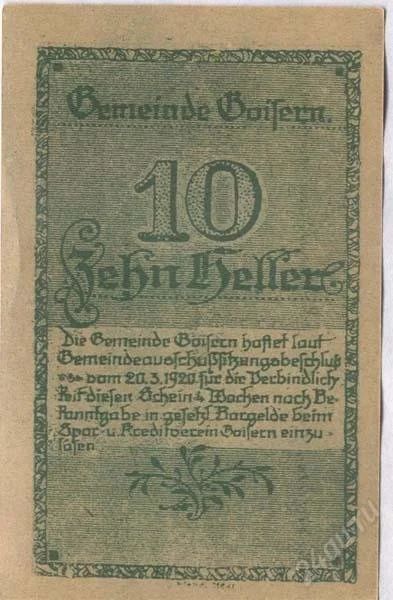 Gemeinde Goisern.
10
Zehn Heller.
Die Gemeinde Goisern haftet laut
Gemeindeausschußsitzungsbeschluß
vom 20.3.1920 für die Verbindlich-
keit diesen Schein 4 Wochen nach Be-
kanntgabe in gesetzl Bargelde beim
Spar-u.Kreditverein Goisern einzu-
lösen